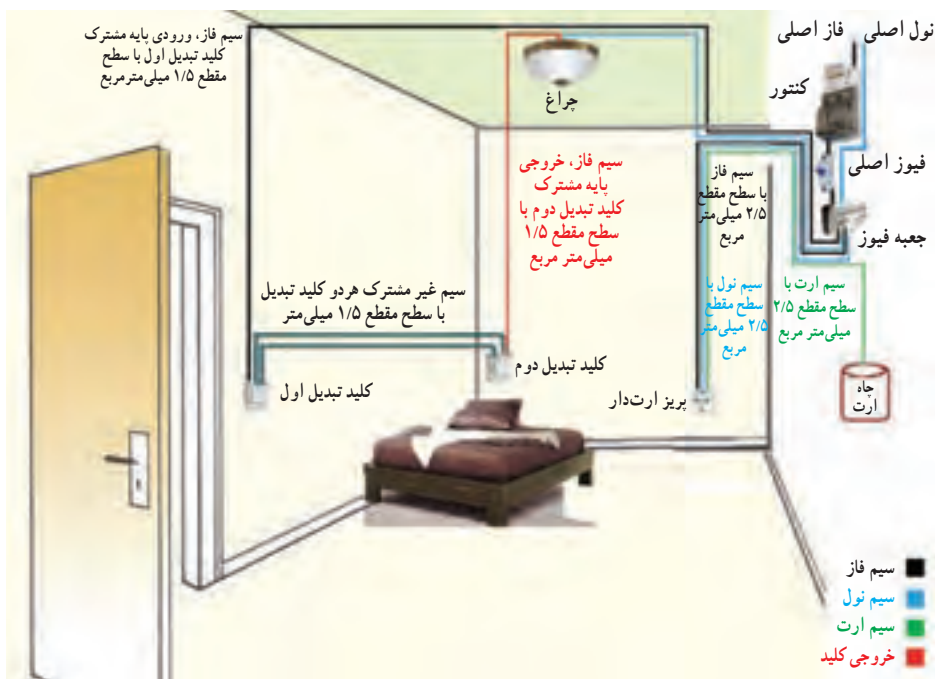 نول اصلی
فاز اصلی
کنتور
فیوز اصلی
جعبه فیوز
سیم فاز، ورودی پایه مشترک
کلید تبدیل اول با سطح
مقطع ۱/۵ میلی‌مترمربع
چراغ
سیم فاز، خروجی
پایه مشترک
کلید تبدیل دوم با
سطح مقطع ۱/۵
میلی‌متر مربع
سیم فاز
با سطح مقطع
۲/۵ میلی‌متر
مربع
سیم نول با
سطح مقطع
۲/۵ میلی‌متر
مربع
سیم ارت با
سطح مقطع ۲/۵
میلی‌متر مربع
چاه
ارت
سیم غیر مشترک هردو کلید تبدیل
با سطح مقطع ۱/۵ میلی‌متر
کلید تبدیل دوم
کلید تبدیل اول
پریز ارت‌دار
سیم فاز
سیم نول
سیم ارت
خروجی کلید